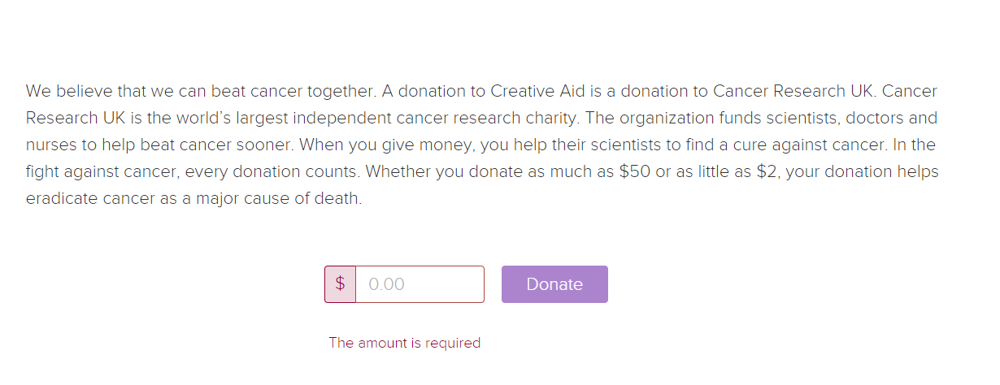 We believe that we can beat cancer together. A donation to Creative Aid is a donation to Cancer Research UK. Cancer
Research UK is the world’s largest independent cancer research charity. The organization funds scientists, doctors and
nurses to help beat cancer sooner. When you give money, you help their scientists to find a cure against cancer. In the
fight against cancer, every donation counts. Whether you donate as much as $50 or as little as $2, your donation helps
eradicate cancer as a major cause of death.
$ 0.00 Donate
The amount is required